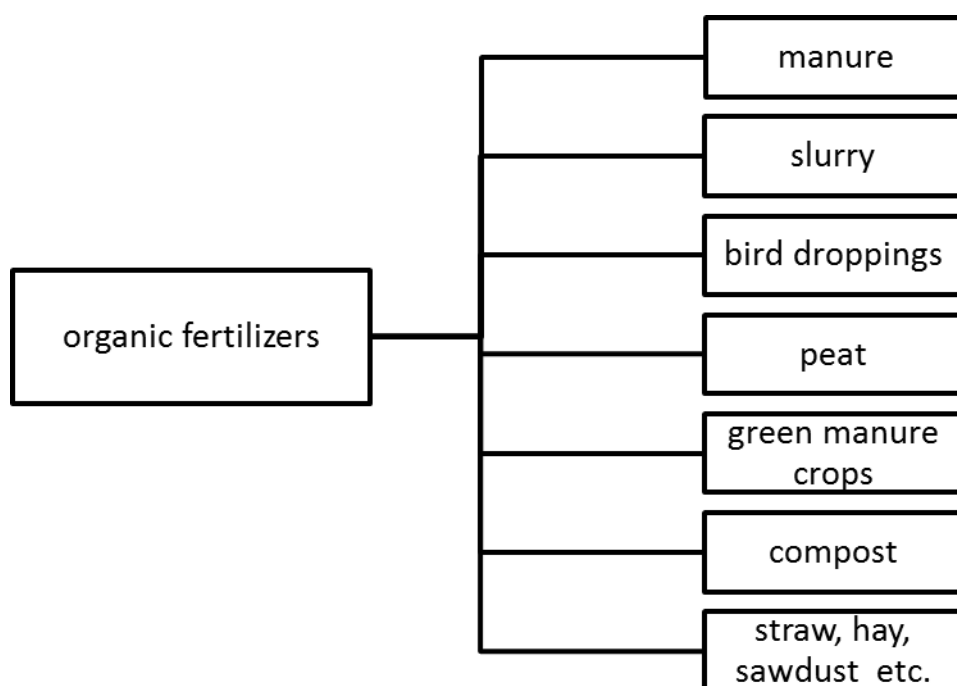 manure
slurry
bird droppings
organic fertilizers
peat
green manure
crops
compost
straw, hay,
sawdust etc.